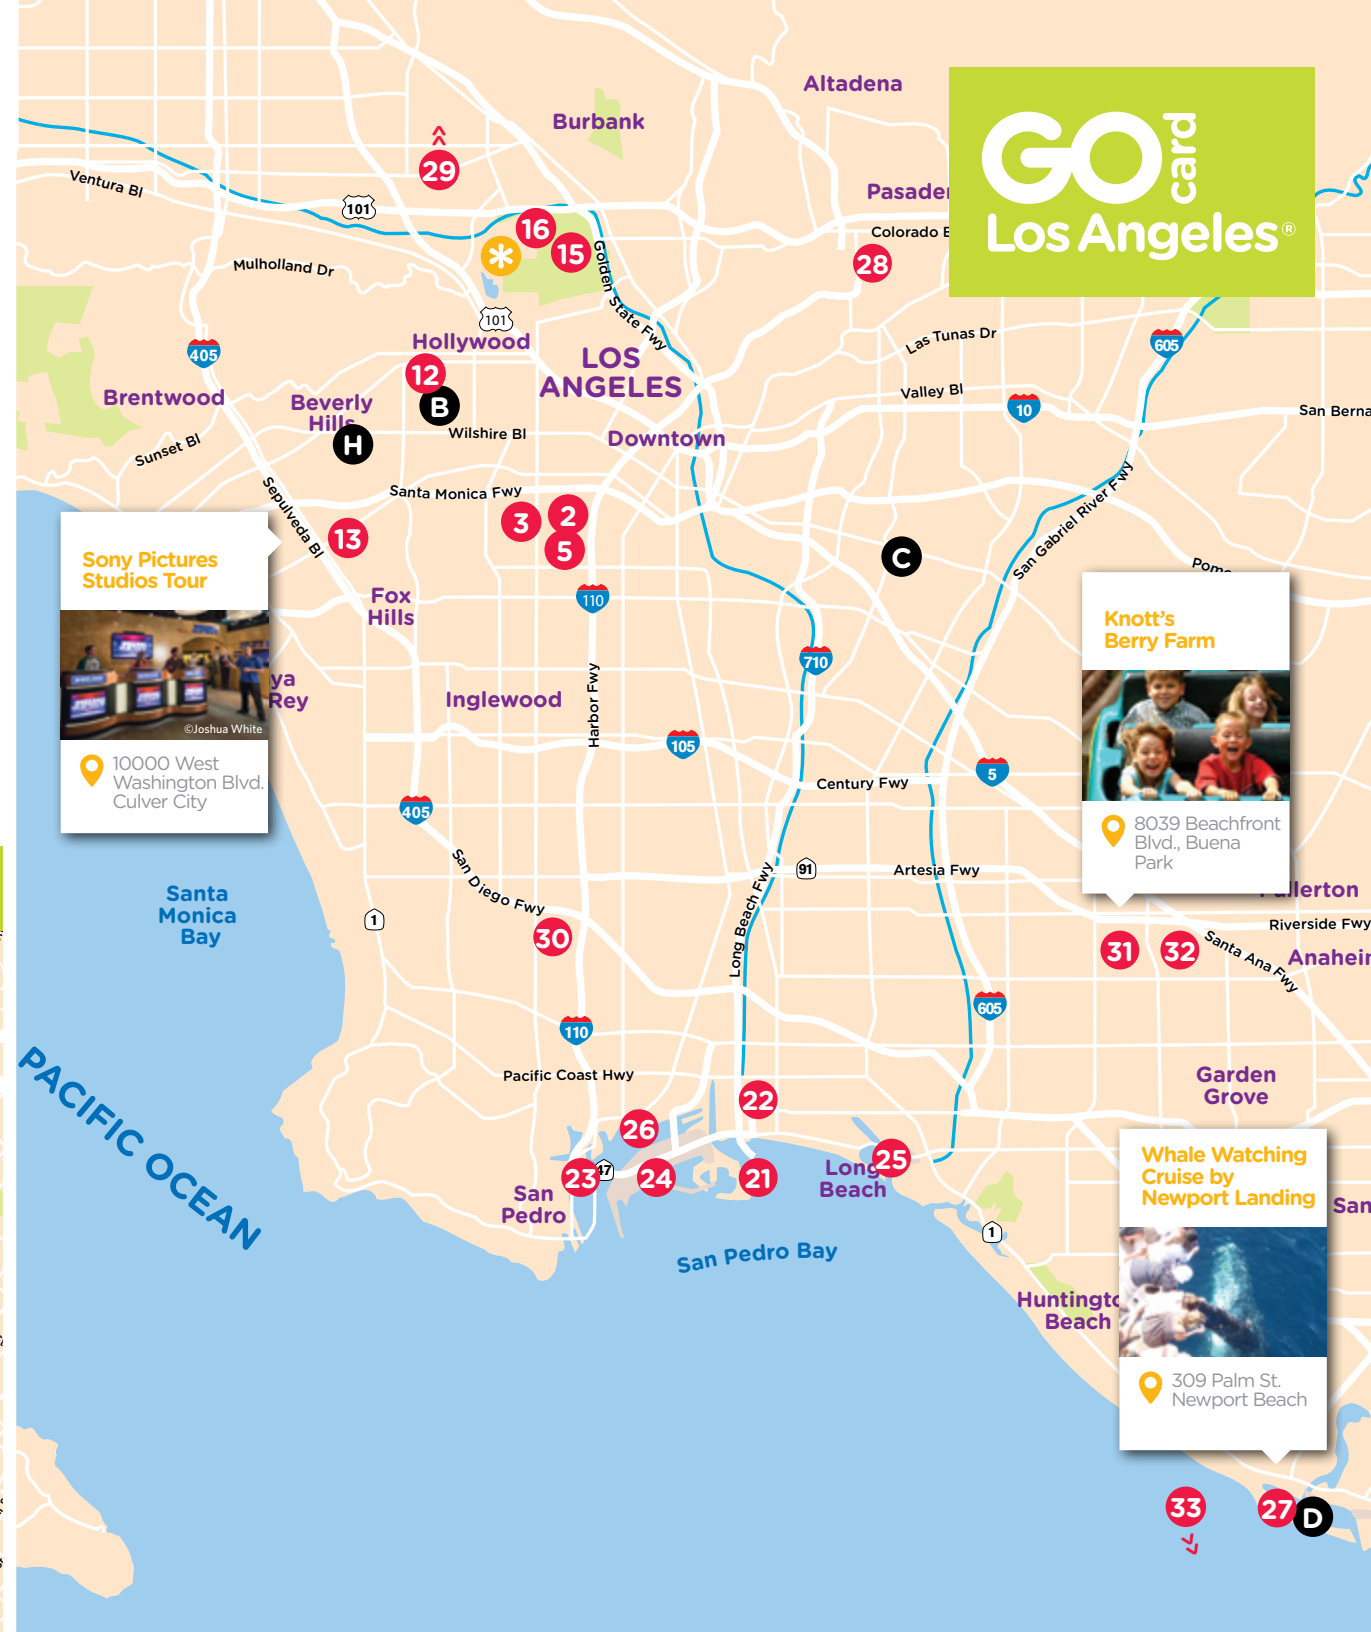 Altadena
Burbank
GO
card
Los Angeles®
29
Ventura Bl
101
Pasade
16
15
*
Colorado
28
Mulholland Dr
Golden State Fwy
101
Hollywood
405
LOS
ANGELES
Las Tunas Dr
605
12
Brentwood
Beverly
Hills
B
Valley Bl
10
San Berna
H
Wilshire Bl
Downtown
Sunset Bl
Santa Monica Fwy
Sepulveda Bl
San Gabriel River Fwy
3
2
5
13
C
Pomo
Sony Pictures
Studios Tour
©Joshua White
10000 West
Washington Blvd.
Culver City
Fox
Hills
110
Knott's
Berry Farm
8039 Beachfront
Blvd., Buena
Park
710
ya
Rey
Inglewood
Harbor Fwy
105
5
Century Fwy
405
San Diego Fwy
91
Artesia Fwy
Long Beach Fwy
Santa
Monica
Bay
1
ullerton
Riverside Fwy
30
31
32
Santa Ana Fwy
Anahei
605
110
PACIFIC OCEAN
Pacific Coast Hwy
Garden
Grove
22
26
23
47
24
21
25
Long
Beach
San
Pedro
Whale Watching
Cruise by
Newport Landing
309 Palm St.
Newport Beach
San
1
San Pedro Bay
Huntingto
Beach
33
27
D